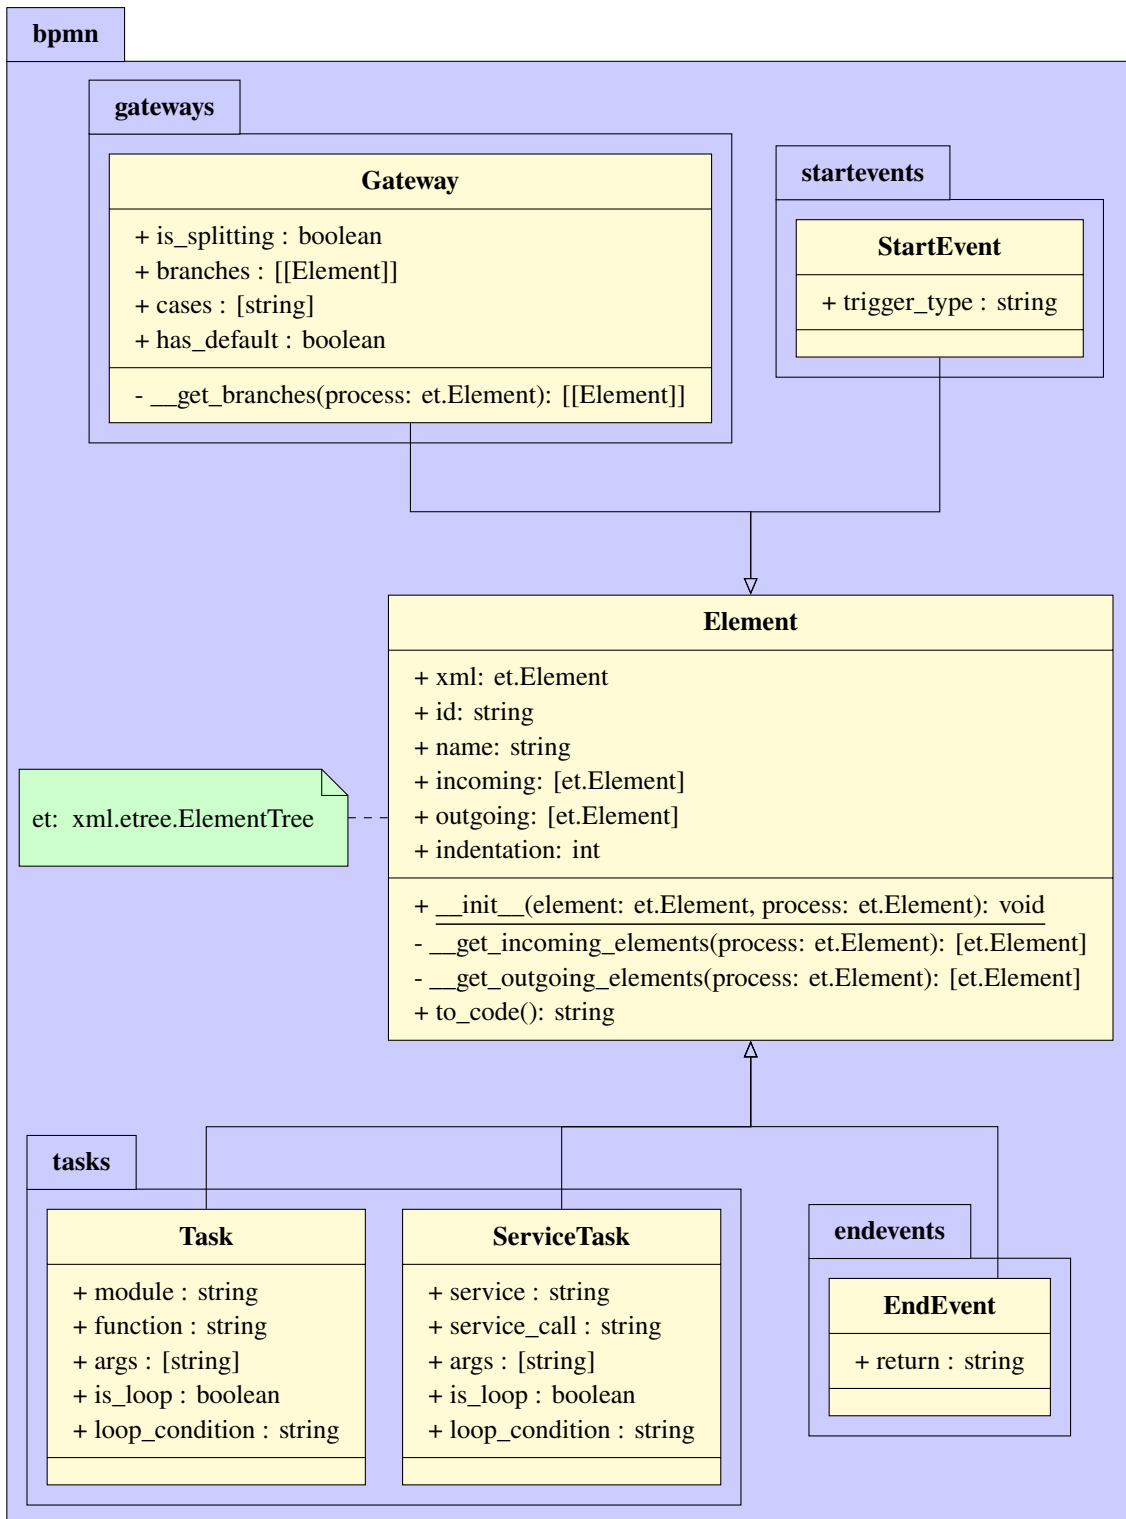 bpmn
gateways
Gateway
+ is_splitting : boolean
+ branches : [[Element]]
+ cases : [string]
+ has_default : boolean
- __get_branches(process: et.Element): [[Element]]
startevents
StartEvent
+ trigger_type : string
Element
+ xml: et.Element
+ id: string
+ name: string
+ incoming: [et.Element]
+ outgoing: [et.Element]
+ indentation: int
+ __init__(element: et.Element, process: et.Element): void
- __get_incoming_elements(process: et.Element): [et.Element]
- __get_outgoing_elements(process: et.Element): [et.Element]
+ to_code(): string
et: xml.etree.ElementTree
tasks
Task
+ module : string
+ function : string
+ args : [string]
+ is_loop : boolean
+ loop_condition : string
ServiceTask
+ service : string
+ service_call : string
+ args : [string]
+ is_loop : boolean
+ loop_condition : string
endevents
EndEvent
+ return : string